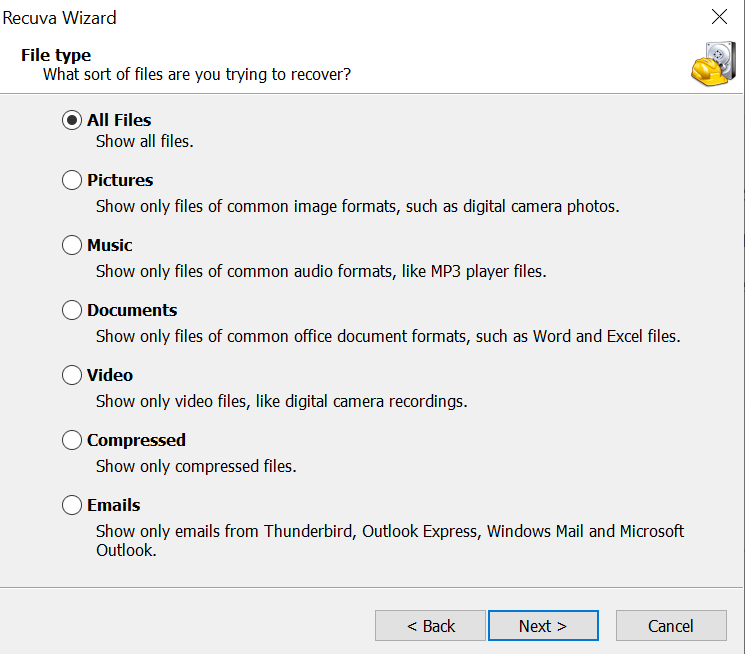 Recuva Wizard
File type
What sort of files are you trying to recover?
All Files
Show all files.
Pictures
Show only files of common image formats, such as digital camera photos.
Music
Show only files of common audio formats, like MP3 player files.
Documents
Show only files of common office document formats, such as Word and Excel files.
Video
Show only video files, like digital camera recordings.
Compressed
Show only compressed files.
Emails
Show only emails from Thunderbird, Outlook Express, Windows Mail and Microsoft
Outlook.
< Back
Next >
Cancel